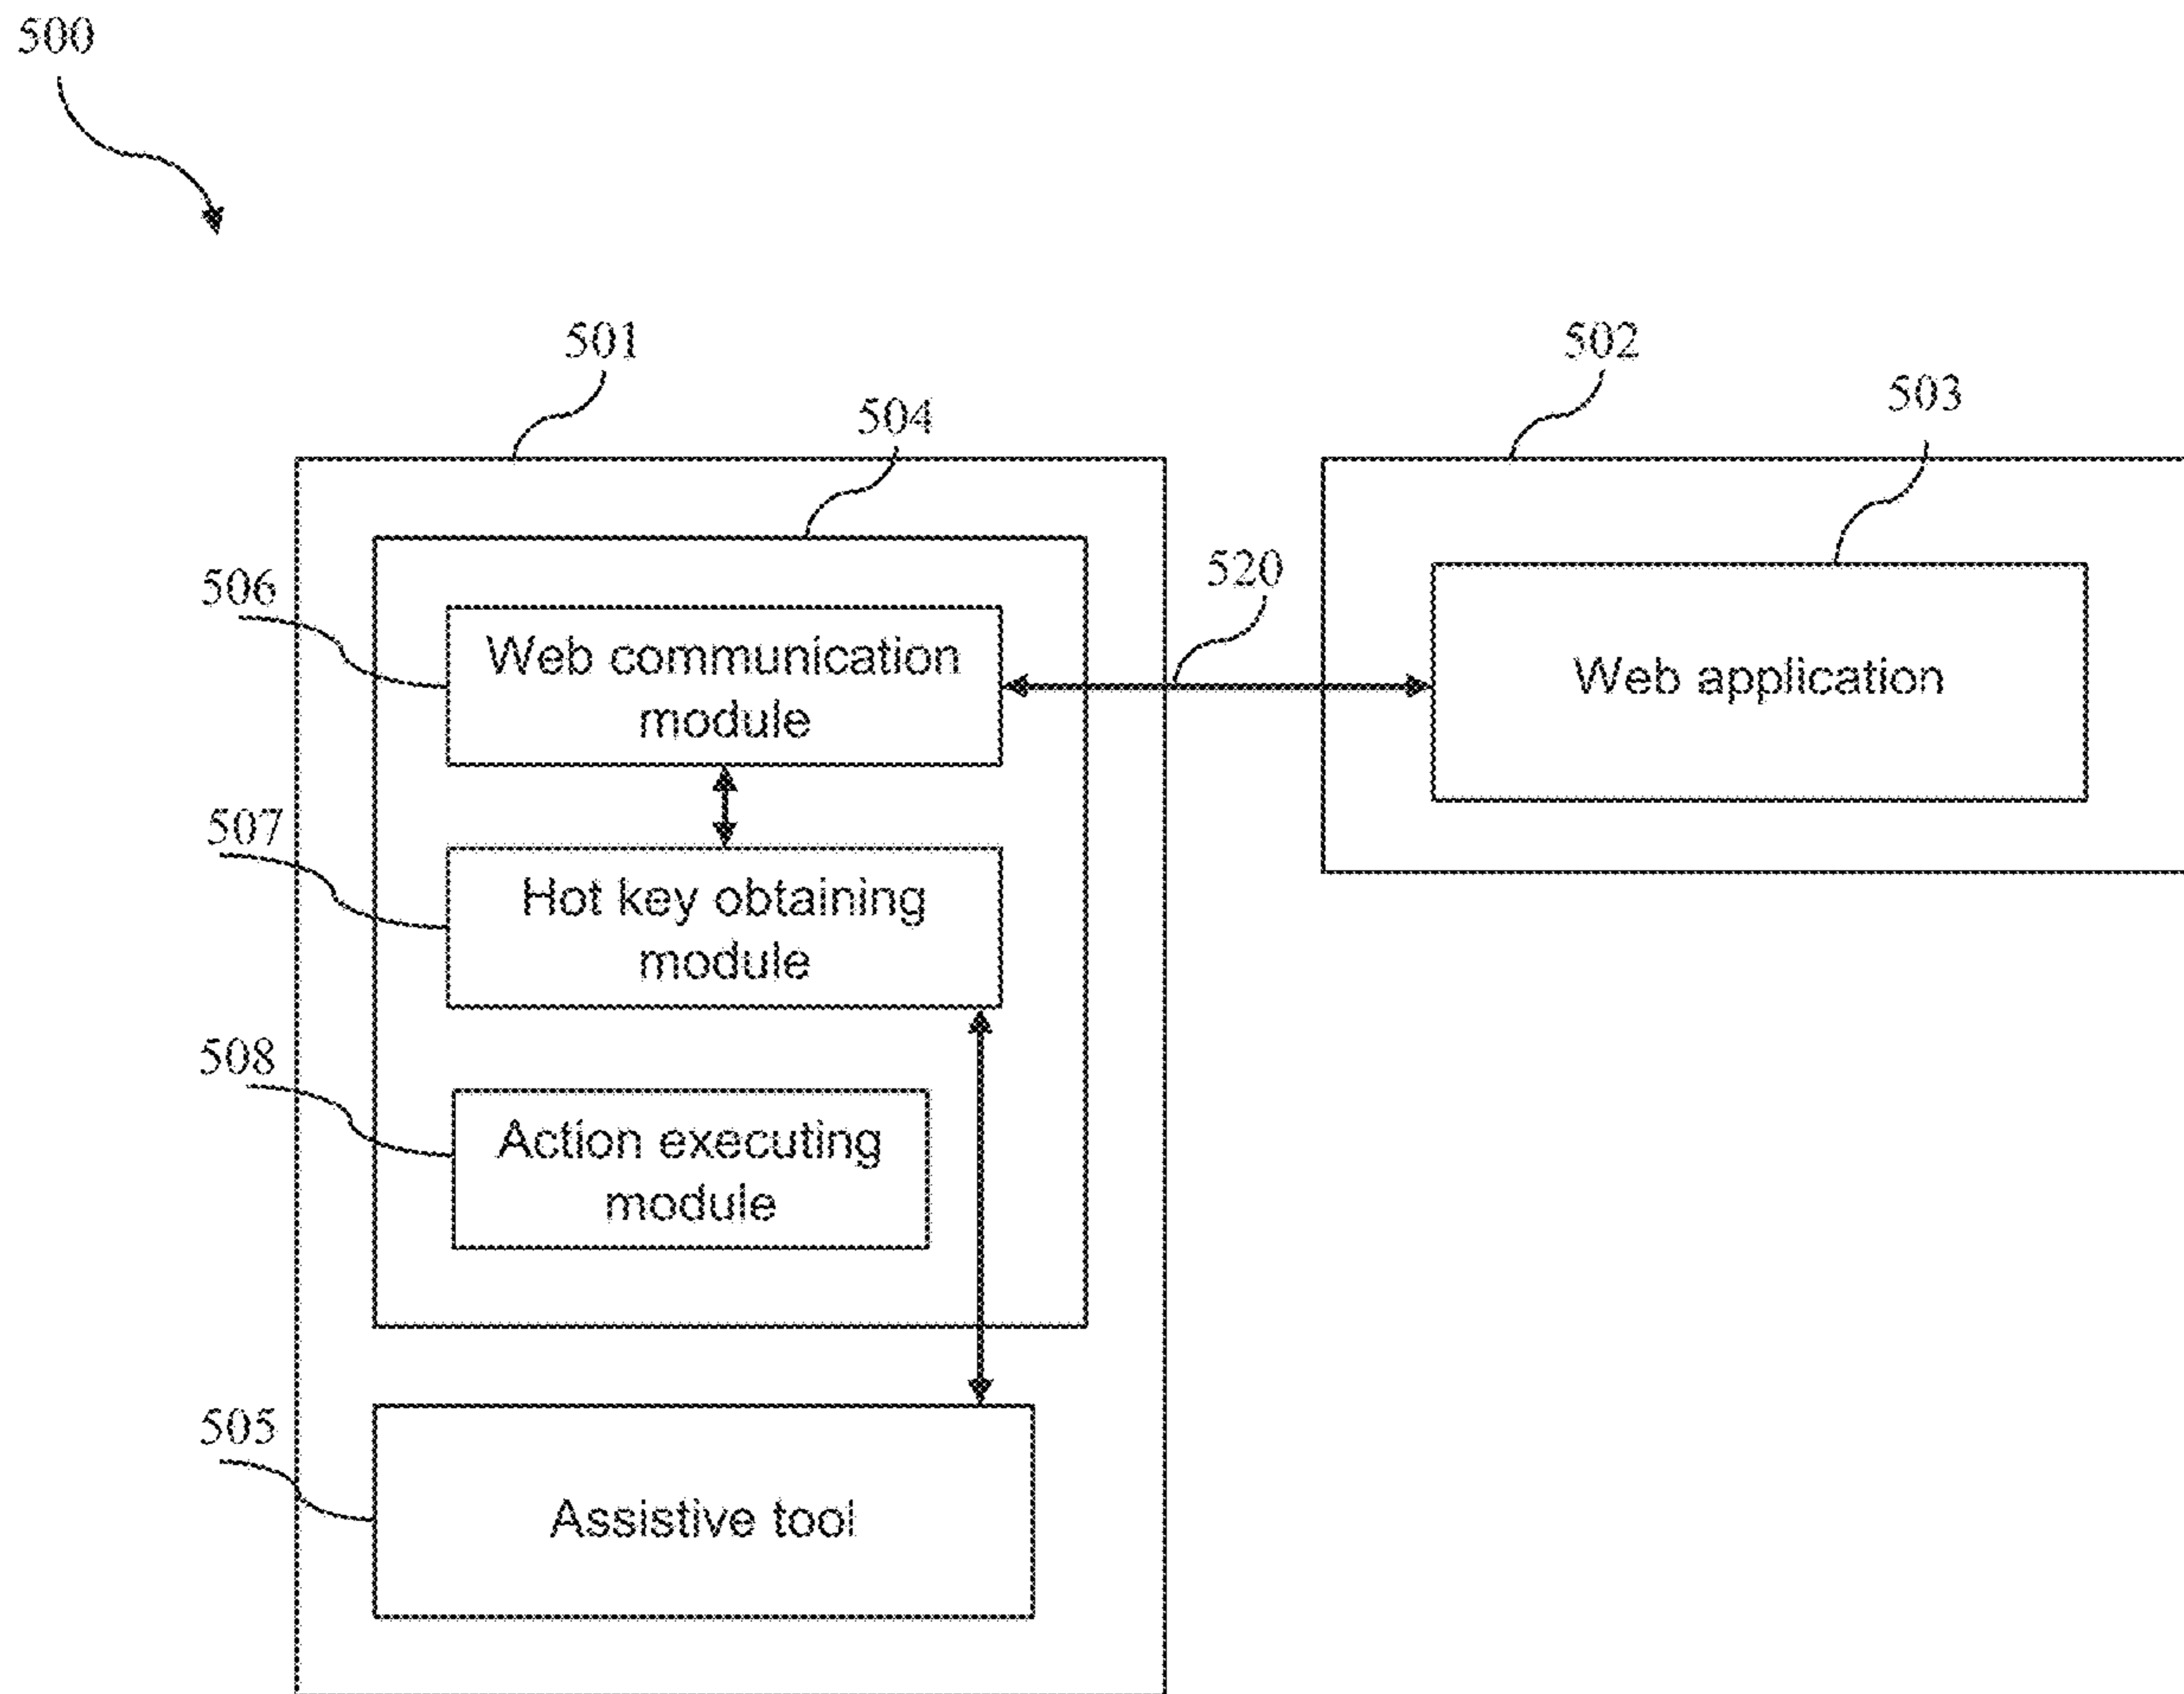 500
501
502
504
503
506
520
Web communication
module
Web application
507
Hot key obtaining
module
508
Action executing
module
505
Assistive tool